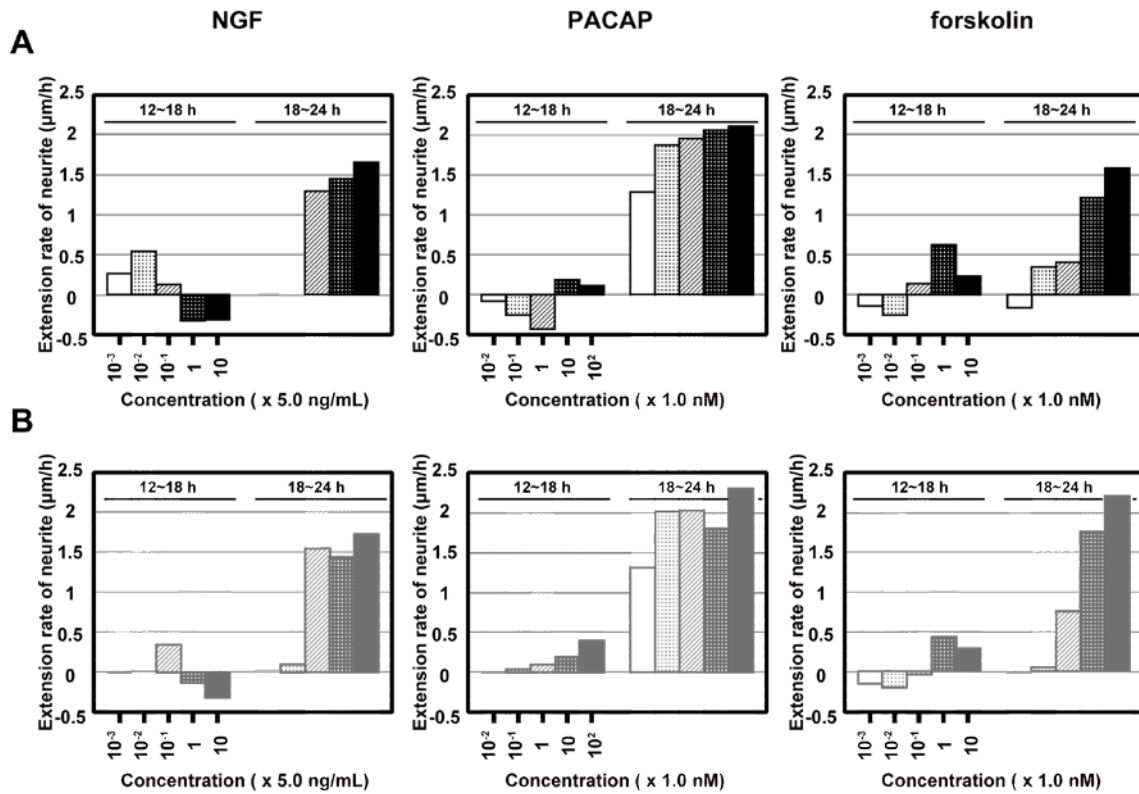 NGF PACAP forskolin
A
Extension rate of neurite (μm/h) Extension rate of neurite (μm/h) Extension rate of neurite (μm/h)
2.5 2.5 2.5
12~18 h 18~24 h 12~18 h 18~24 h 12~18 h 18~24 h
2 2 2
1.5 1.5 1.5
1 1 1
0.5 0.5 0.5
0 0 0
-0.5 -0.5 -0.5
10⁻³ 10⁻² 10⁻¹ 1 10 10⁻² 10⁻¹ 1 10 10² 10⁻³ 10⁻² 10⁻¹ 1 10
Concentration ( x 5.0 ng/mL) Concentration ( x 1.0 nM) Concentration ( x 1.0 nM)
B
Extension rate of neurite (μm/h) Extension rate of neurite (μm/h) Extension rate of neurite (μm/h)
2.5 2.5 2.5
12~18 h 18~24 h 12~18 h 18~24 h 12~18 h 18~24 h
2 2 2
1.5 1.5 1.5
1 1 1
0.5 0.5 0.5
0 0 0
-0.5 -0.5 -0.5
10⁻³ 10⁻² 10⁻¹ 1 10 10⁻² 10⁻¹ 1 10 10² 10⁻³ 10⁻² 10⁻¹ 1 10
Concentration ( x 5.0 ng/mL) Concentration ( x 1.0 nM) Concentration ( x 1.0 nM)